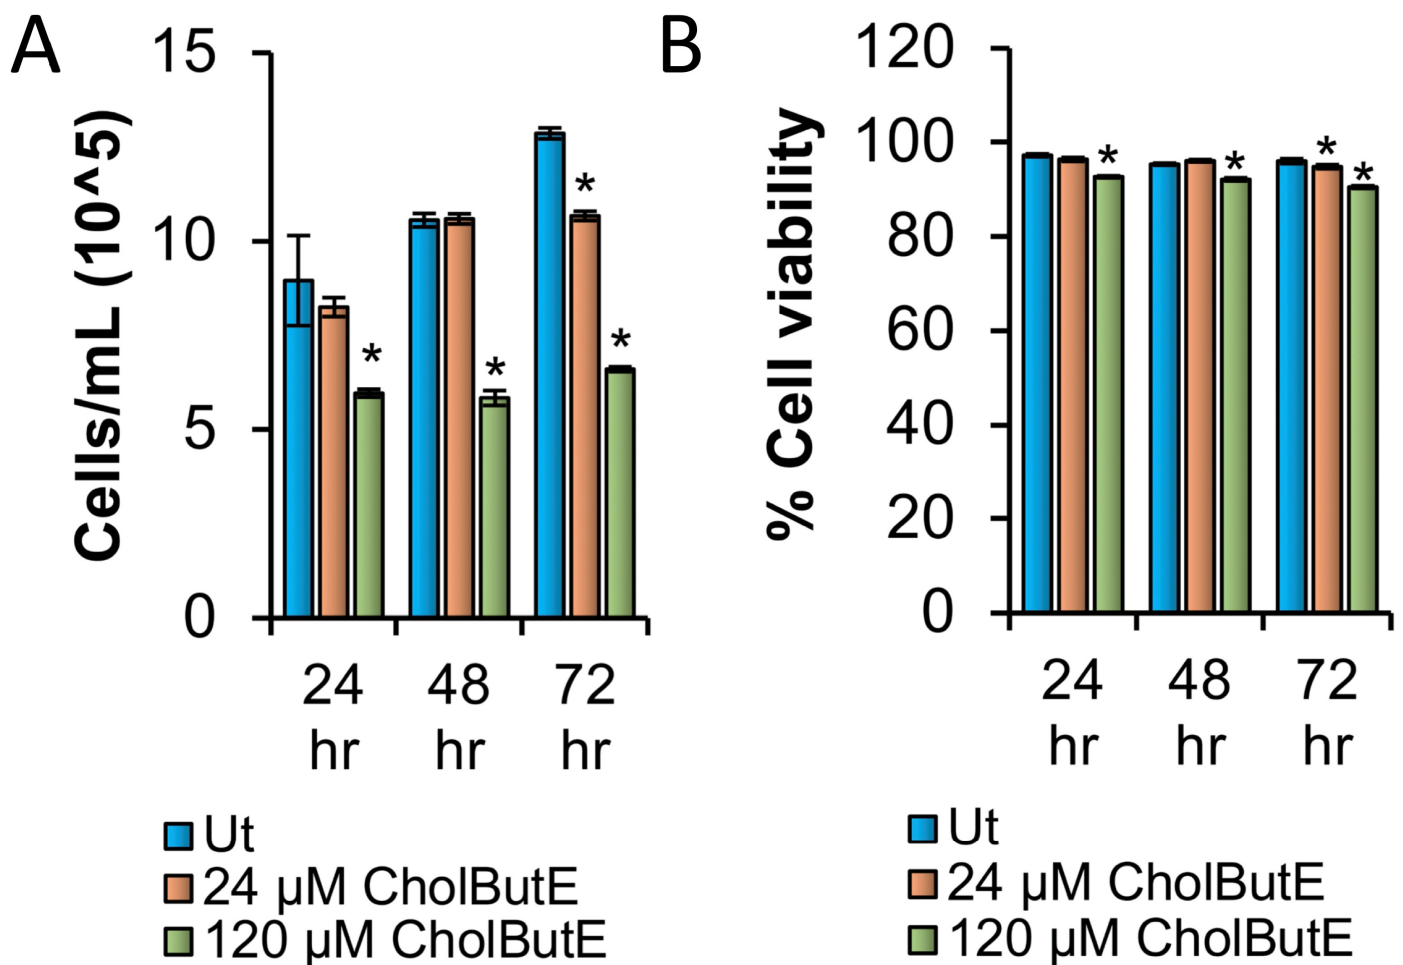 A
Cells/mL (10^5)
15
10
5
0
*
*
*
*
24
hr
48
hr
72
hr
Ut
24 µM CholButE
120 µM CholButE
B
% Cell viability
120
100
80
60
40
20
0
*
*
*
*
24
hr
48
hr
72
hr
Ut
24 µM CholButE
120 µM CholButE